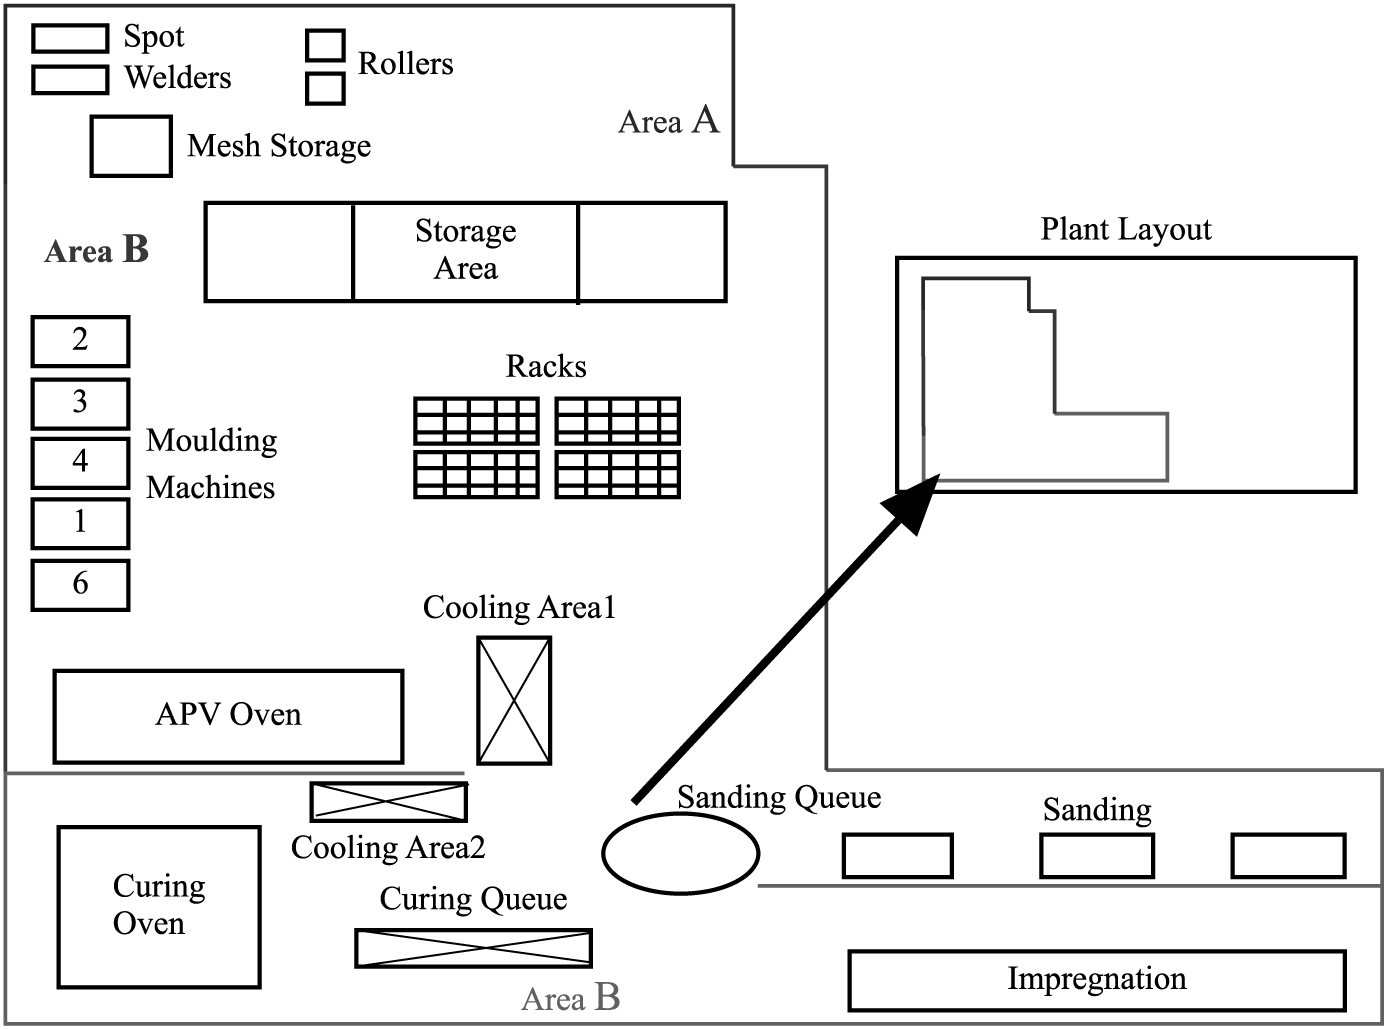 Spot
Welders
Rollers
Area A
Mesh Storage
Area B
Storage
Area
Plant Layout
2
3
4
1
6
Moulding
Machines
Racks
Cooling Area1
APV Oven
Sanding Queue
Sanding
Cooling Area2
Curing
Oven
Curing Queue
Impregnation
Area B